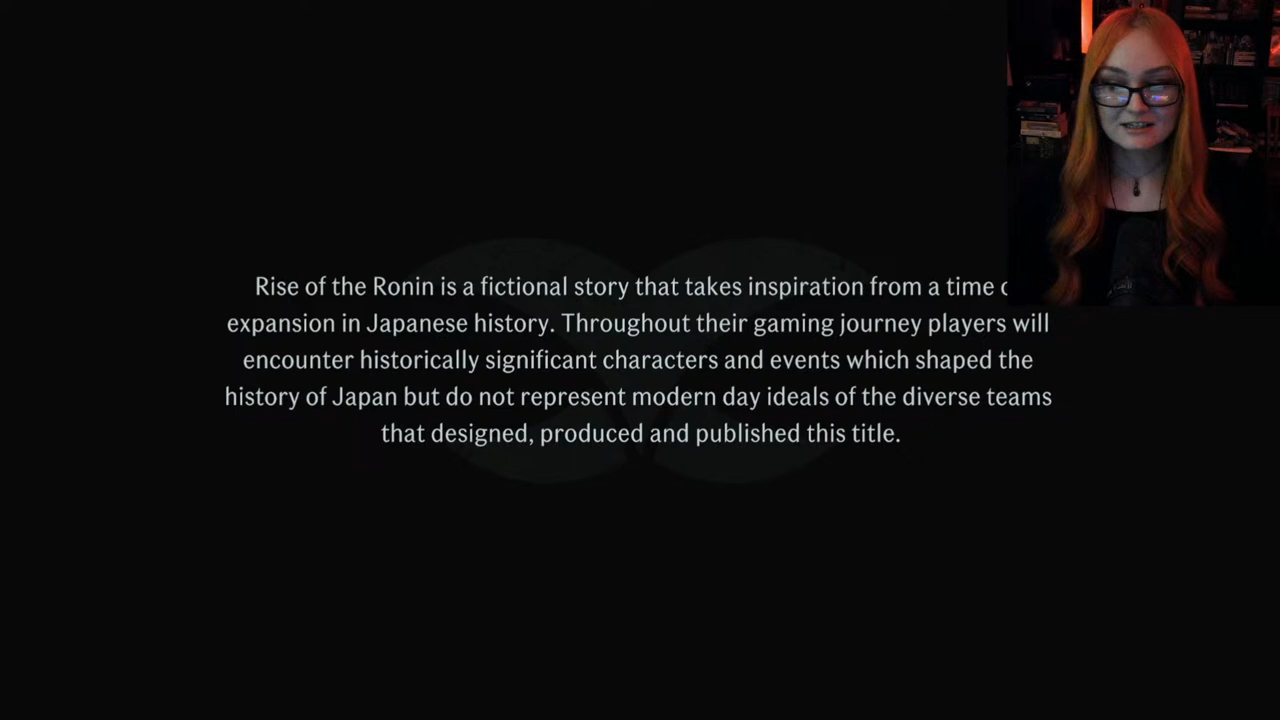 Rise of the Ronin is a fictional story that takes inspiration from a time
expansion in Japanese history. Throughout their gaming journey players will
encounter historically significant characters and events which shaped the
history of Japan but do not represent modern day ideals of the diverse teams
that designed, produced and published this title.